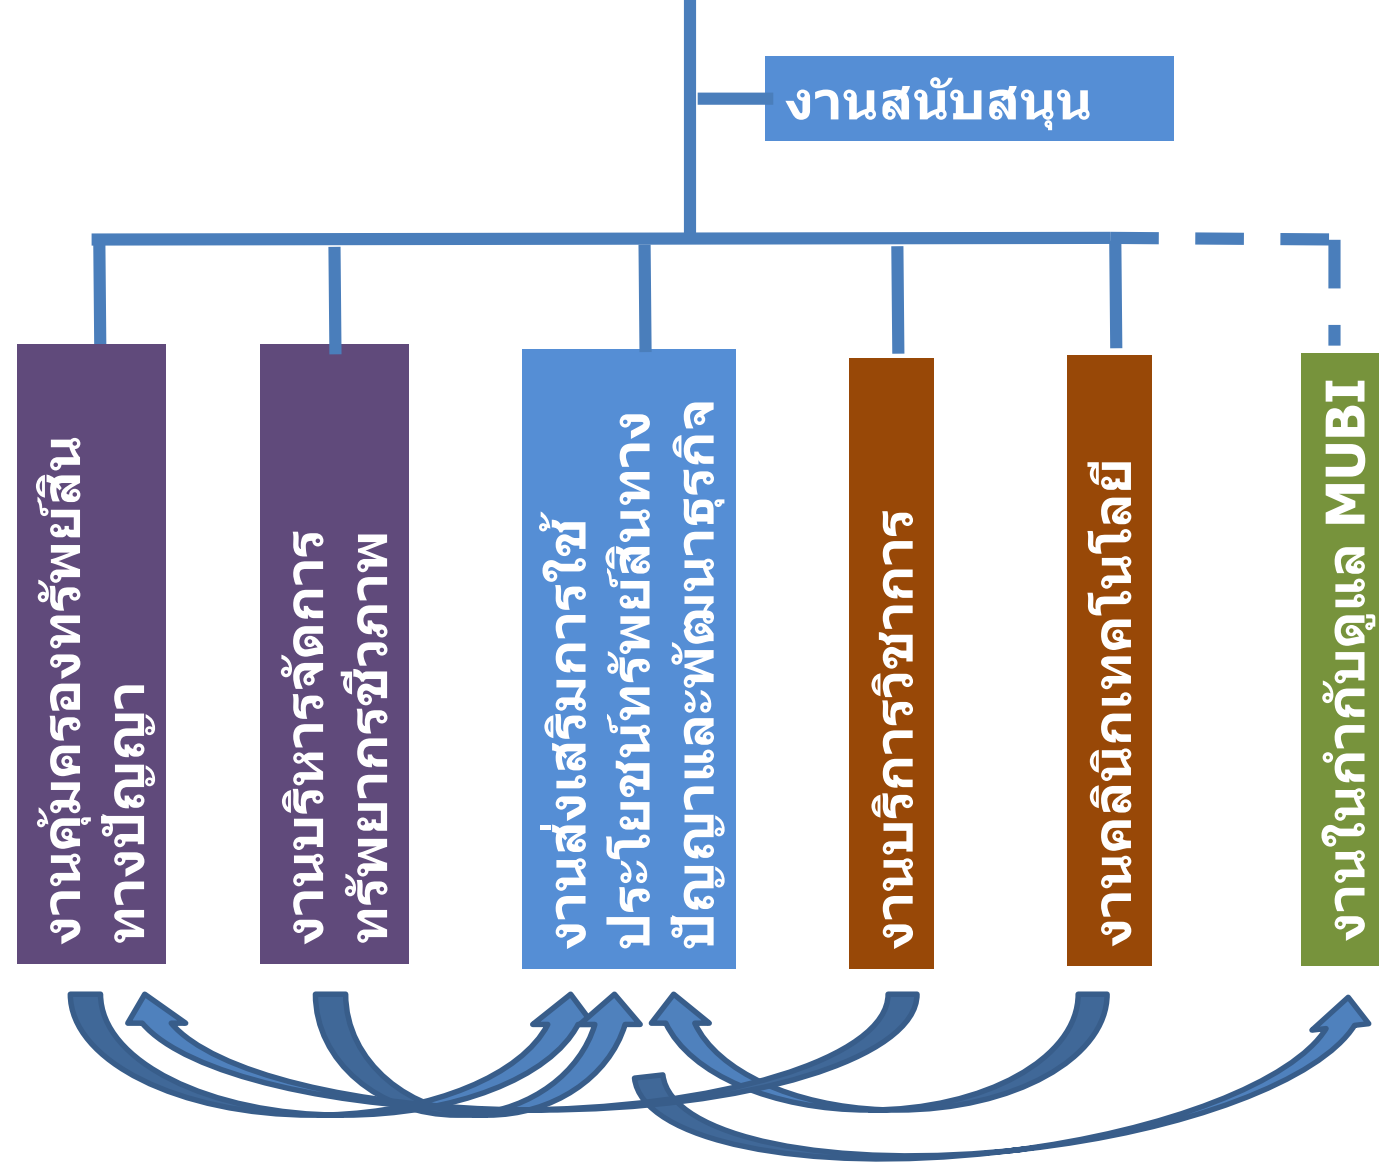 งานสนับสนุน
งานคุ้มครองทรัพย์สิน
ทางปัญญา
งานบริหารจัดการ
ทรัพยากรชีวภาพ
งานส่งเสริมการใช้
ประโยชน์ทรัพย์สินทาง
ปัญญาและพัฒนาธุรกิจ
งานบริการวิชาการ
งานคลินิกเทคโนโลยี
งานในกำกับดูแล MUBI